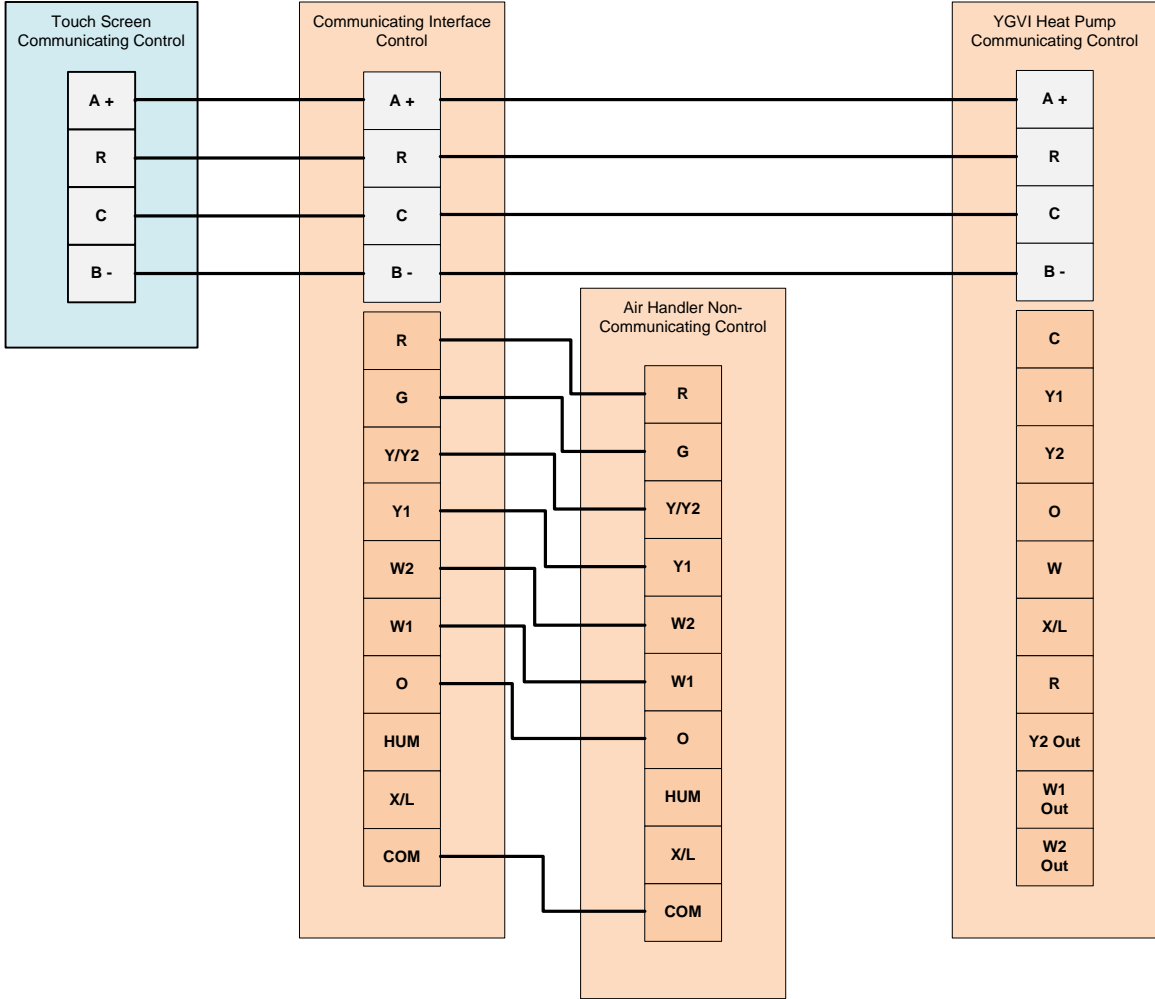 Touch Screen
Communicating Control
A +
R
C
B -
Communicating Interface
Control
A +
R
C
B -
R
G
Y/Y2
Y1
W2
W1
O
HUM
X/L
COM
Air Handler Non-
Communicating Control
R
G
Y/Y2
Y1
W2
W1
O
HUM
X/L
COM
YGVI Heat Pump
Communicating Control
A +
R
C
B -
C
Y1
Y2
O
W
X/L
R
Y2 Out
W1
Out
W2
Out